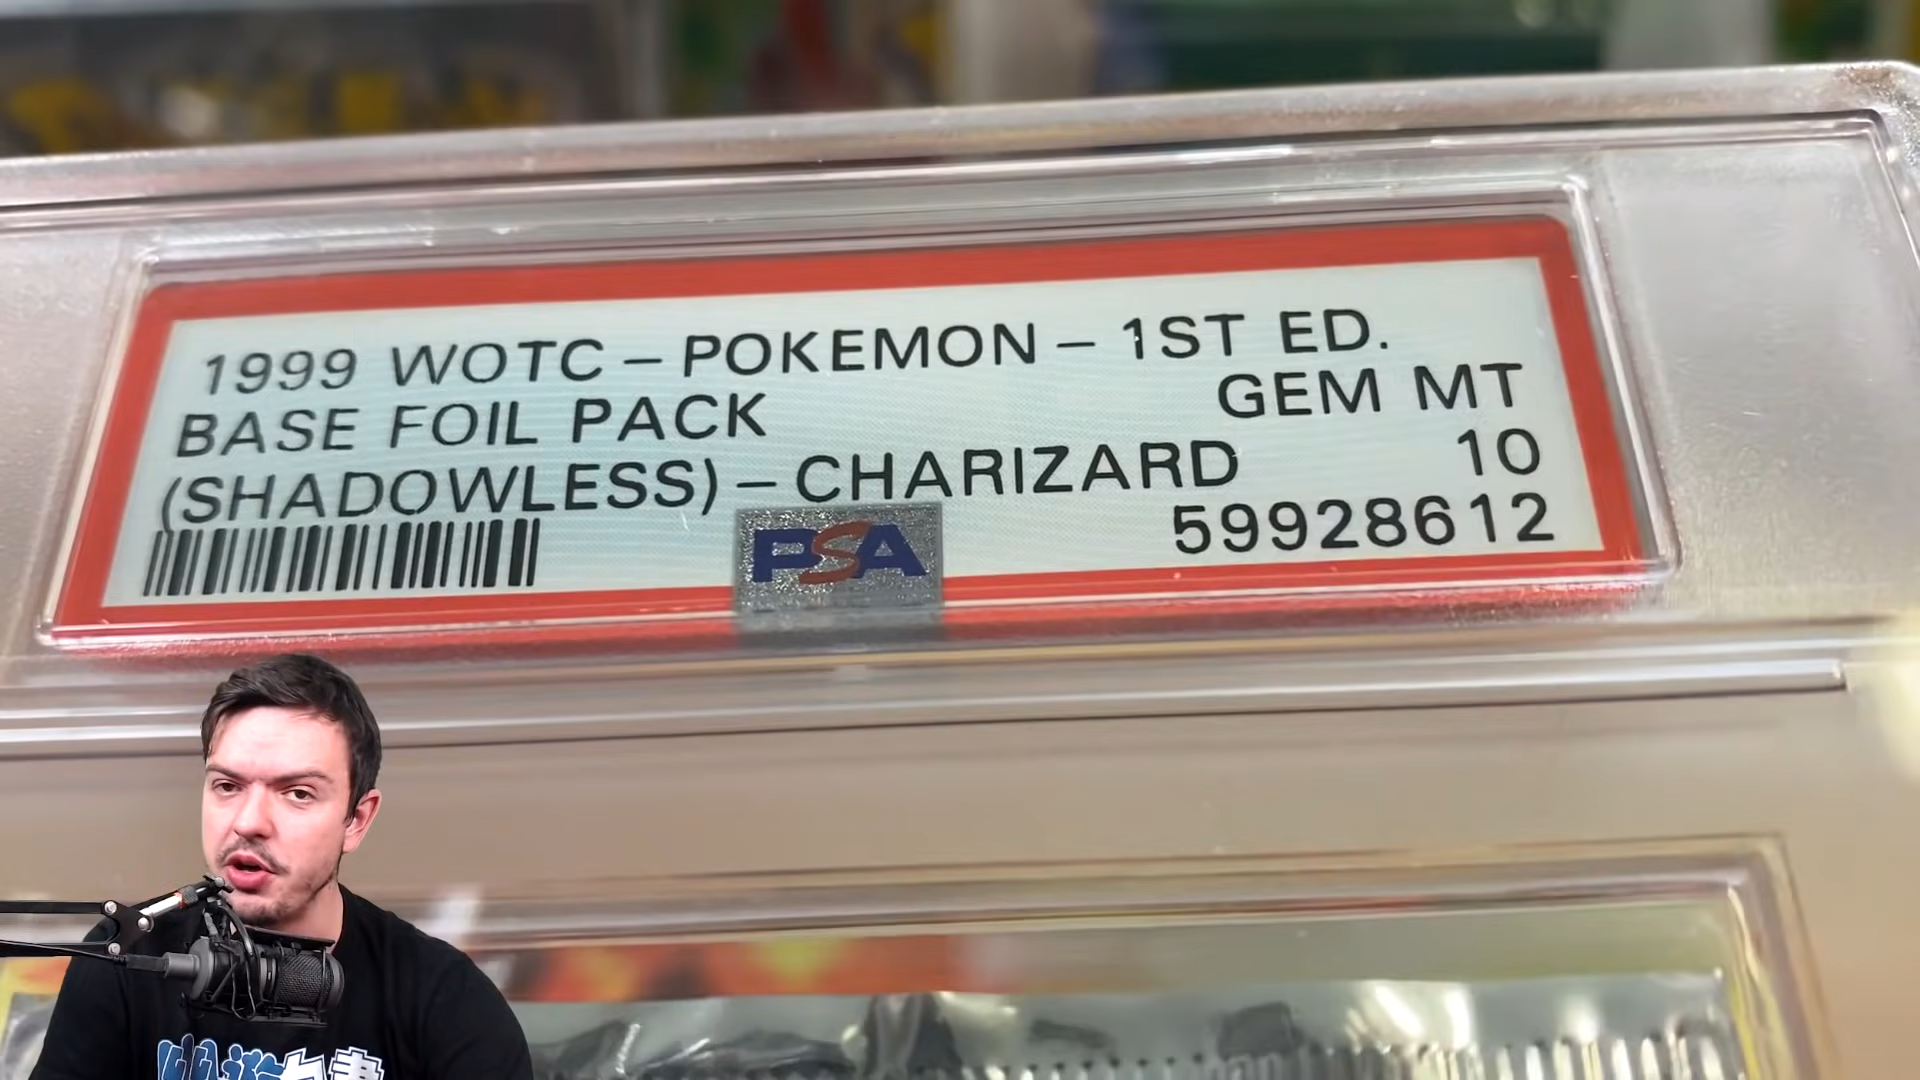 1999 WOTC – POKEMON – 1ST ED.
BASE FOIL PACK GEM MT
(SHADOWLESS) – CHARIZARD 10
PSA 59928612